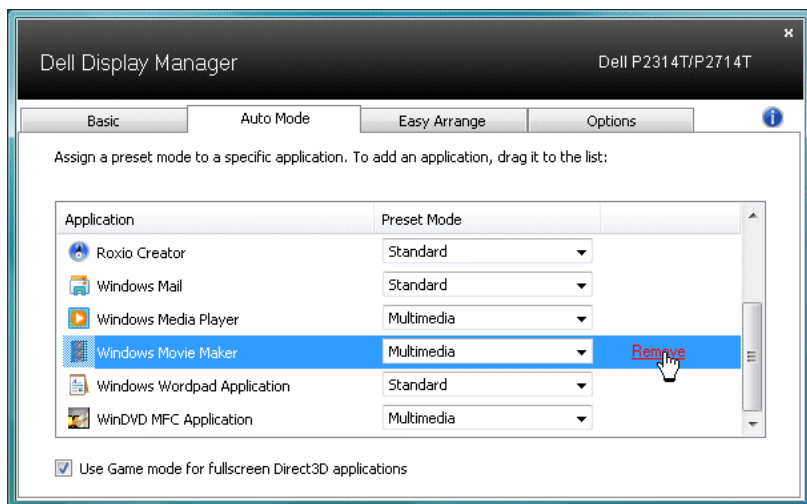 Dell Display Manager
Dell P2314T/P2714T
Basic
Auto Mode
Easy Arrange
Options
Assign a preset mode to a specific application. To add an application, drag it to the list:
Application Preset Mode
Roxio Creator Standard
Windows Mail Standard
Windows Media Player Multimedia
Windows Movie Maker Multimedia Remove
Windows Wordpad Application Standard
WinDVD MFC Application Multimedia
Use Game mode for fullscreen Direct3D applications